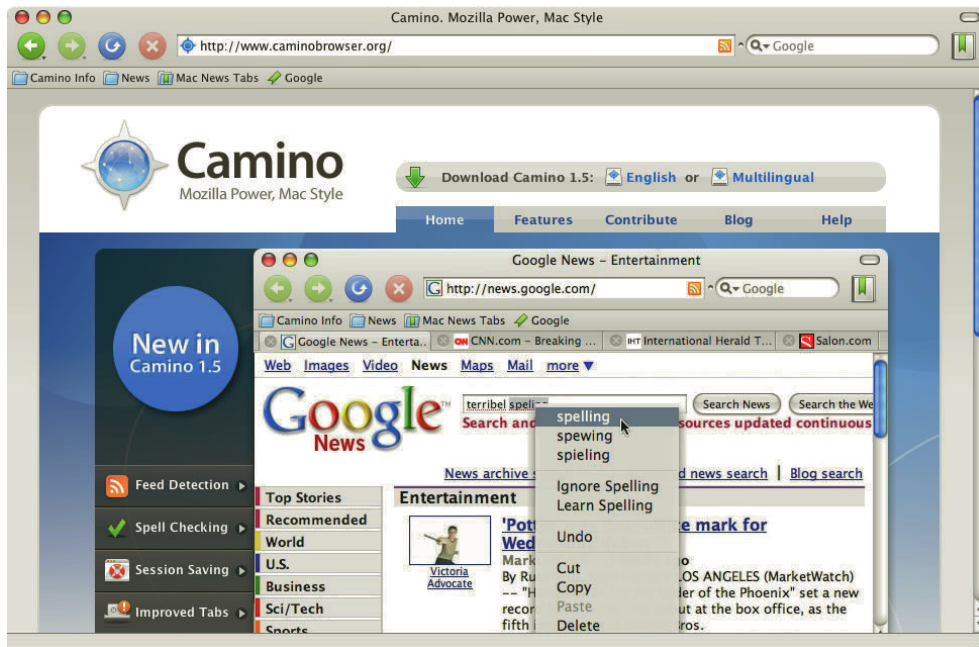 Camino. Mozilla Power, Mac Style
http://www.caminobrowser.org/
Google
Camino Info News Mac News Tabs Google
Camino
Mozilla Power, Mac Style
Download Camino 1.5: English or Multilingual
Home Features Contribute Blog Help
New in
Camino 1.5
Feed Detection
Spell Checking
Session Saving
Improved Tabs
Google News – Entertainment
http://news.google.com/
Google
Camino Info News Mac News Tabs Google
Google News – Enterta.. CNN.com – Breaking ... International Herald T... Salon.com
Web Images Video News Maps Mail more ▼
Google™
News
terribel speling
Search News Search the We
Search and sources updated continuous
News archive d news search | Blog search
spelling
spewing
spieling
Ignore Spelling
Learn Spelling
Undo
Cut
Copy
Paste
Delete
Top Stories
Recommended
World
U.S.
Business
Sci/Tech
Sports
Entertainment
Victoria
Advocate
'Pott e mark for
Wed
Mark o
By Ru LOS ANGELES (MarketWatch)
-- "H der of the Phoenix" set a new
recor ut at the box office, as the
fifth i Bros.